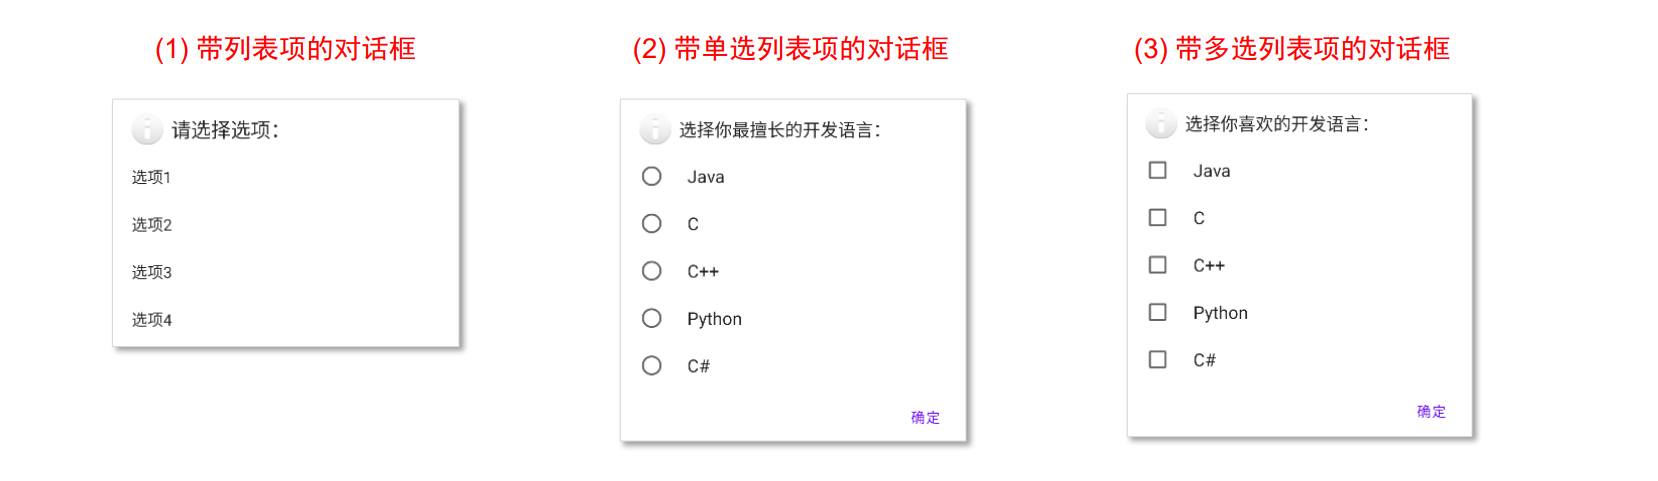 (1) 带列表项的对话框
请选择选项：
选项1
选项2
选项3
选项4
(2) 带单选列表项的对话框
选择你最擅长的开发语言：
Java
C
C++
Python
C#
确定
(3) 带多选列表项的对话框
选择你喜欢的开发语言：
Java
C
C++
Python
C#
确定